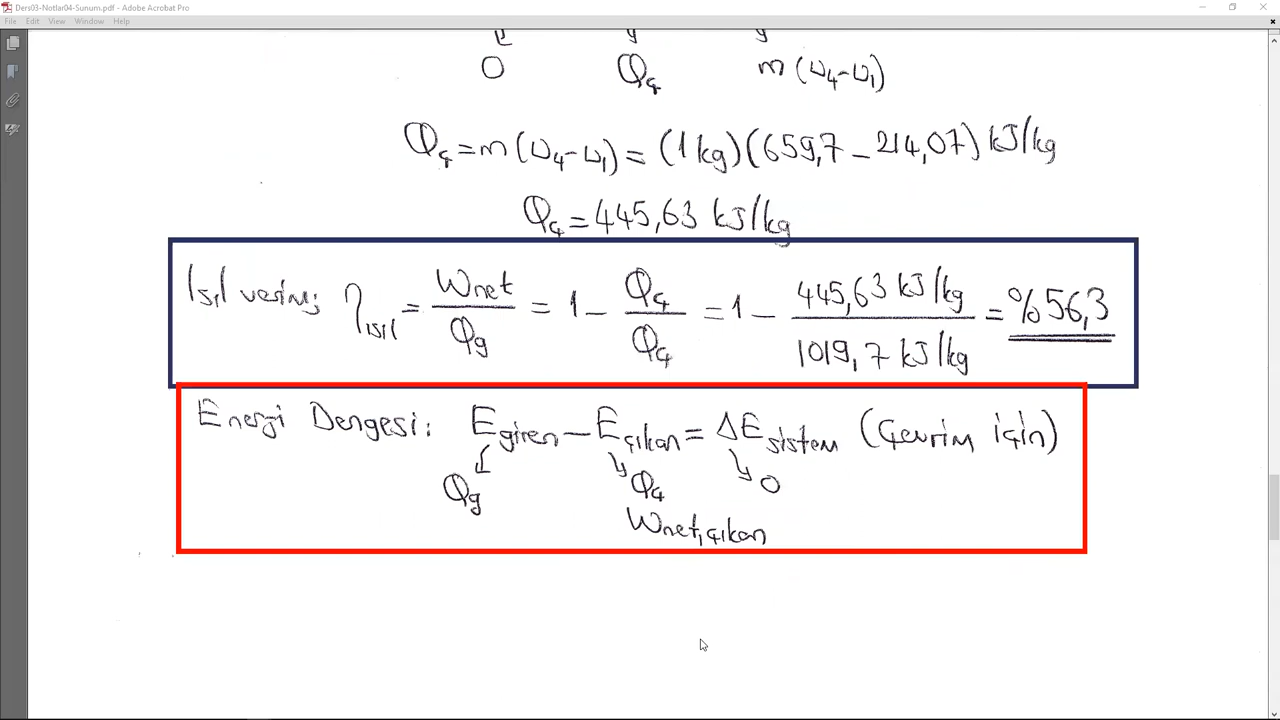 Ders03-Notlar04-Sunum.pdf - Adobe Acrobat Pro
File Edit View Window Help
0 Qç m(u4-u1)
Qç = m(u4-u1) = (1 kg)(659,7 - 214,07) kJ/kg
Qç = 445,63 kJ/kg
Isıl verim; ηısıl = Wnet/Qg = 1 - Qç/Qç = 1 - 445,63 kJ/kg / 1019,7 kJ/kg = %56,3
Enerji Dengesi: Egiren - Eçıkan = ΔEsistem (Çevrim için)
Qg Qç 0
Wnet,çıkan